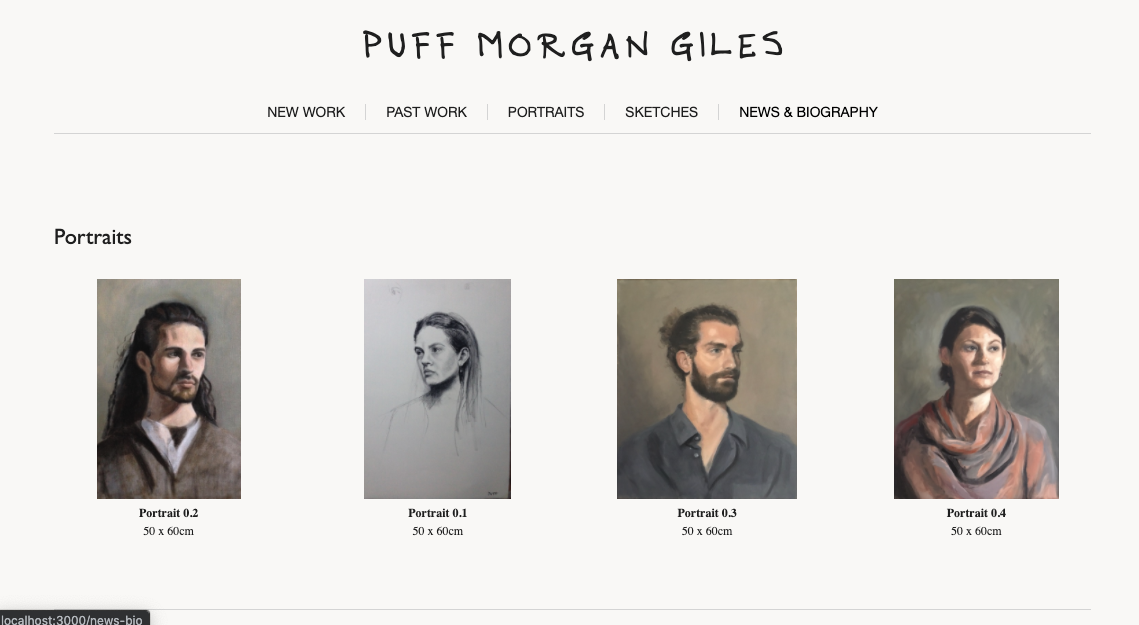 PUFF MORGAN GILES
NEW WORK PAST WORK PORTRAITS SKETCHES NEWS & BIOGRAPHY
Portraits
Portrait 0.2 Portrait 0.1 Portrait 0.3 Portrait 0.4
50 x 60cm 50 x 60cm 50 x 60cm 50 x 60cm
localhost:3000/news-bio